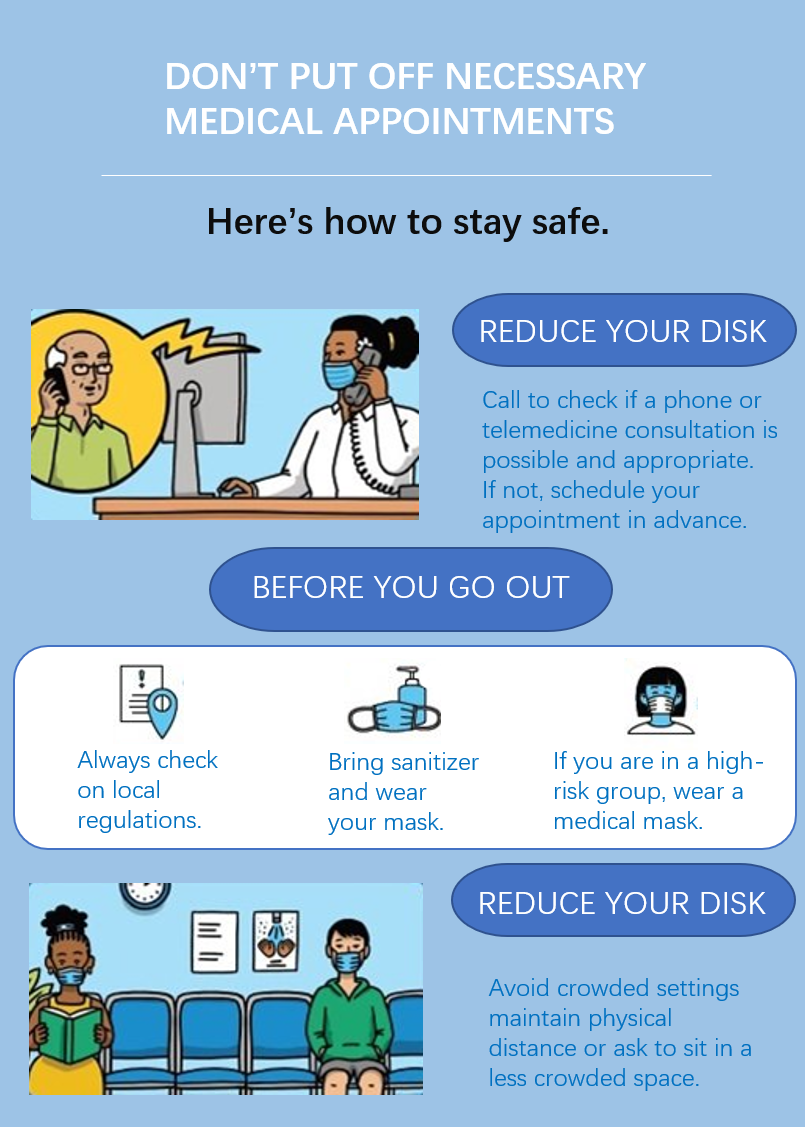 DON’T PUT OFF NECESSARY
MEDICAL APPOINTMENTS
Here’s how to stay safe.
REDUCE YOUR DISK
Call to check if a phone or
telemedicine consultation is
possible and appropriate.
If not, schedule your
appointment in advance.
BEFORE YOU GO OUT
Always check
on local
regulations.
Bring sanitizer
and wear
your mask.
If you are in a high-
risk group, wear a
medical mask.
REDUCE YOUR DISK
Avoid crowded settings
maintain physical
distance or ask to sit in a
less crowded space.